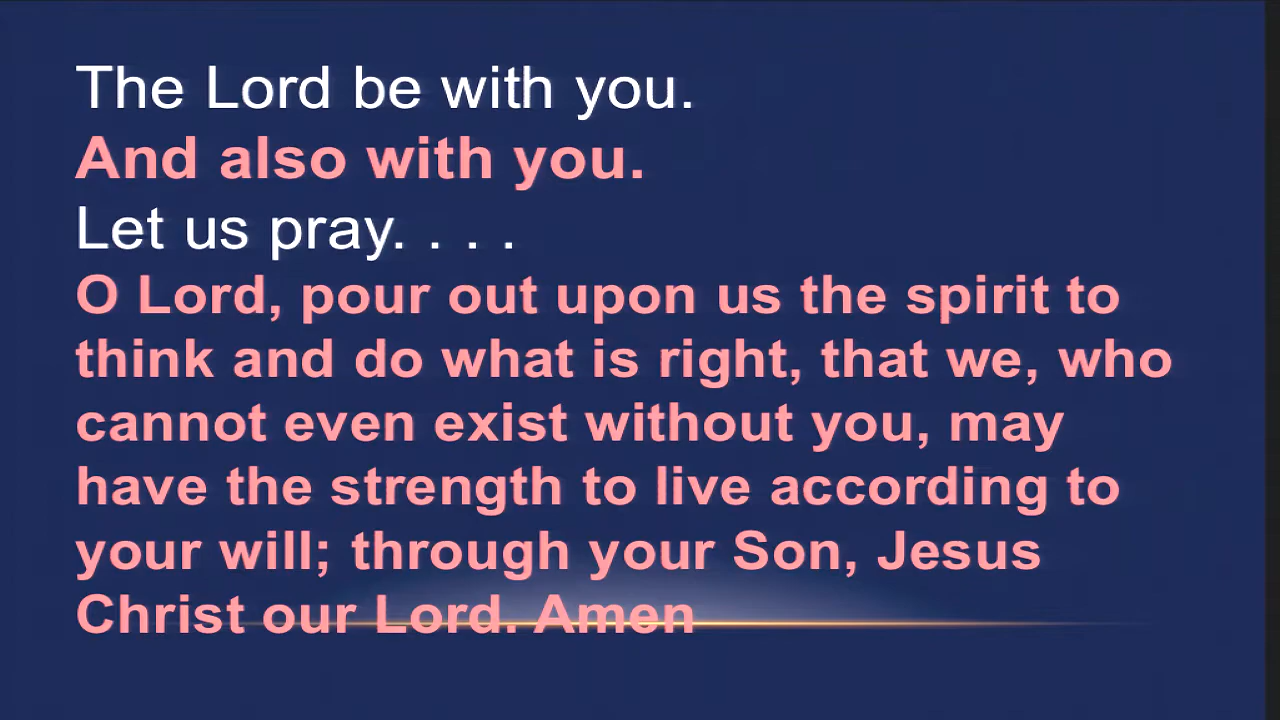 The Lord be with you.
And also with you.
Let us pray. . . .
O Lord, pour out upon us the spirit to
think and do what is right, that we, who
cannot even exist without you, may
have the strength to live according to
your will; through your Son, Jesus
Christ our Lord. Amen